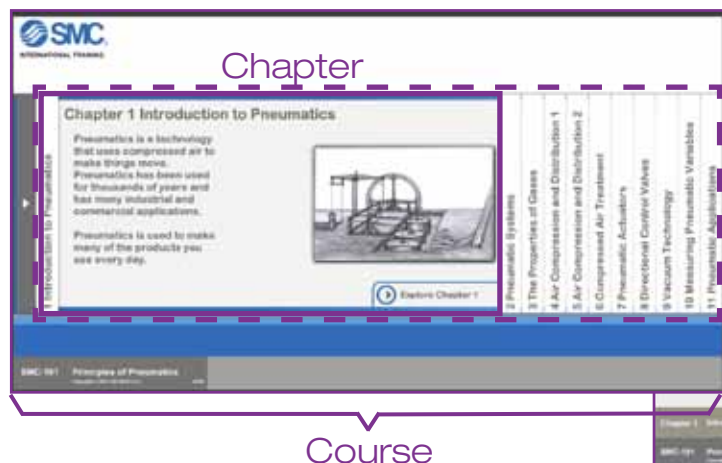 SMC
INTERNATIONAL TRAINING
Chapter
Chapter 1 Introduction to Pneumatics
Pneumatics is a technology
that uses compressed air to
make things move.
Pneumatics has been used
for thousands of years and
has many industrial and
commercial applications.
Pneumatics is used to make
many of the products you
use every day.
Explore Chapter 1
1 Introduction to Pneumatics
2 Pneumatic Systems
3 The Properties of Gases
4 Air Compression and Distribution 1
5 Air Compression and Distribution 2
6 Compressed Air Treatment
7 Pneumatic Actuators
8 Directional Control Valves
9 Vacuum Technology
10 Measuring Pneumatic Variables
11 Pneumatic Applications
SMC-101 Principles of Pneumatics
Course
Chapter 1
SMC-101